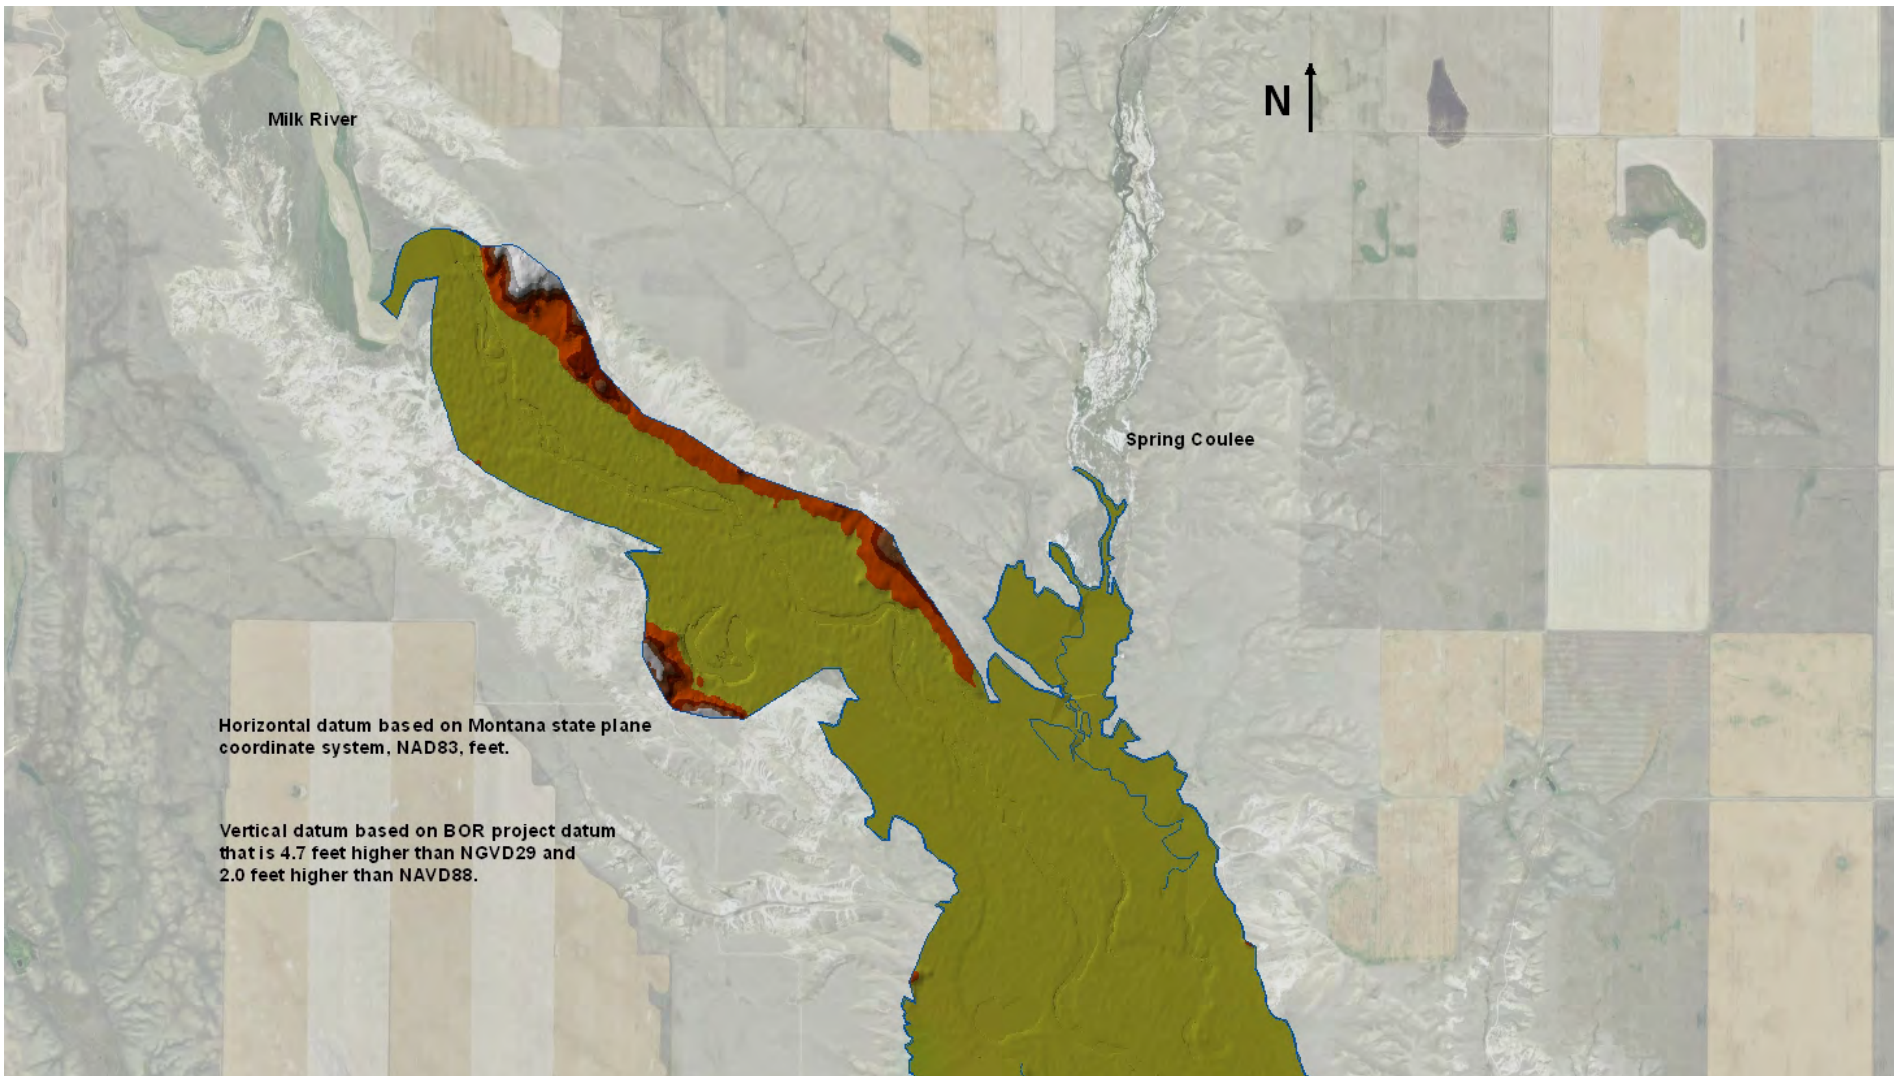 Milk River
N
Spring Coulee
Horizontal datum based on Montana state plane
coordinate system, NAD83, feet.
Vertical datum based on BOR project datum
that is 4.7 feet higher than NGVD29 and
2.0 feet higher than NAVD88.